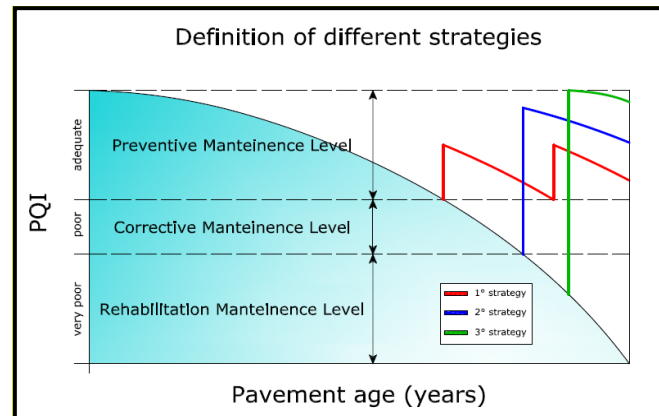 Definition of different strategies
PQI
adequate
poor
very poor
Preventive Manteinence Level
Corrective Manteinence Level
Rehabilitation Manteinence Level
1° strategy
2° strategy
3° strategy
Pavement age (years)